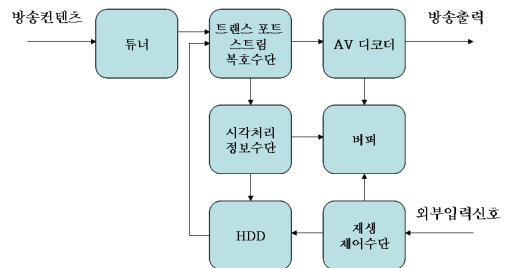 방송컨텐츠
방송출력
튜너
트랜스 포트
스트림
복호수단
AV 디코더
시각처리
정보수단
버퍼
외부입력신호
HDD
재생
제어수단